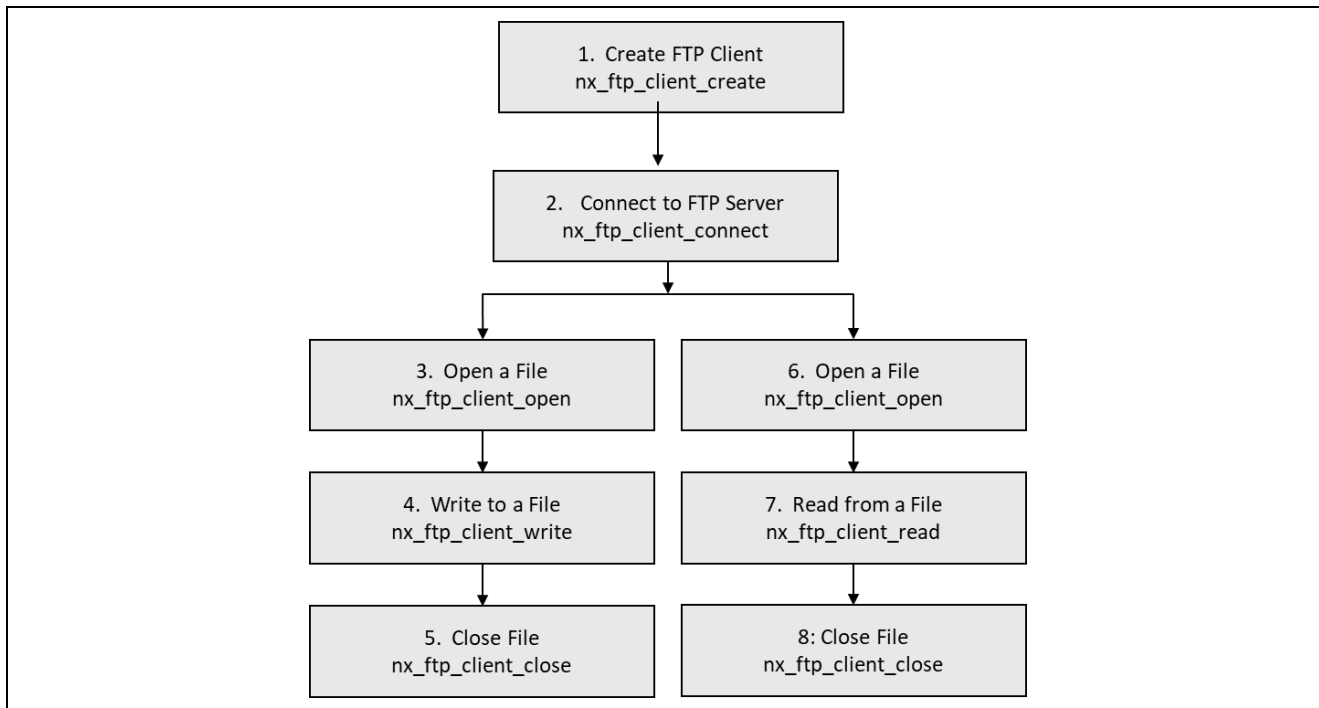 1. Create FTP Client
nx_ftp_client_create
2. Connect to FTP Server
nx_ftp_client_connect
3. Open a File
nx_ftp_client_open
4. Write to a File
nx_ftp_client_write
5. Close File
nx_ftp_client_close
6. Open a File
nx_ftp_client_open
7. Read from a File
nx_ftp_client_read
8: Close File
nx_ftp_client_close